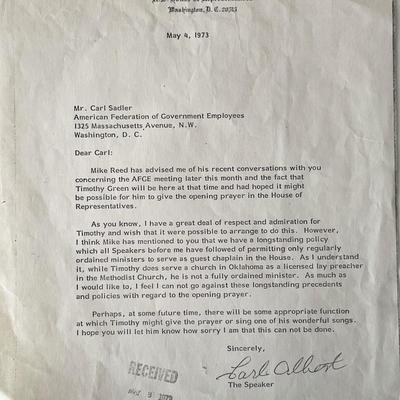 Washington, D.C. 20515
May 4, 1973
Mr. Carl Sadler
American Federation of Government Employees
1325 Massachusetts Avenue, N.W.
Washington, D. C.
Dear Carl:
Mike Reed has advised me of his recent conversations with you
concerning the AFGE meeting later this month and the fact that
Timothy Green will be here at that time and had hoped it might
be possible for him to give the opening prayer in the House of
Representatives.
As you know, I have a great deal of respect and admiration for
Timothy and wish that it were possible to arrange to do this. However,
I think Mike has mentioned to you that we have a longstanding policy
which all Speakers before me have followed of permitting only regularly
ordained ministers to serve as guest chaplain in the House. As I understand
it, while Timothy does serve a church in Oklahoma as a licensed lay preacher
in the Methodist Church, he is not a fully ordained minister. As much as
I would like to, I feel I can not go against these longstanding precedents
and policies with regard to the opening prayer.
Perhaps, at some future time, there will be some appropriate function
at which Timothy might give the prayer or sing one of his wonderful songs.
I hope you will let him know how sorry I am that this can not be done.
Sincerely,
Carl Albert
The Speaker
RECEIVED
1973